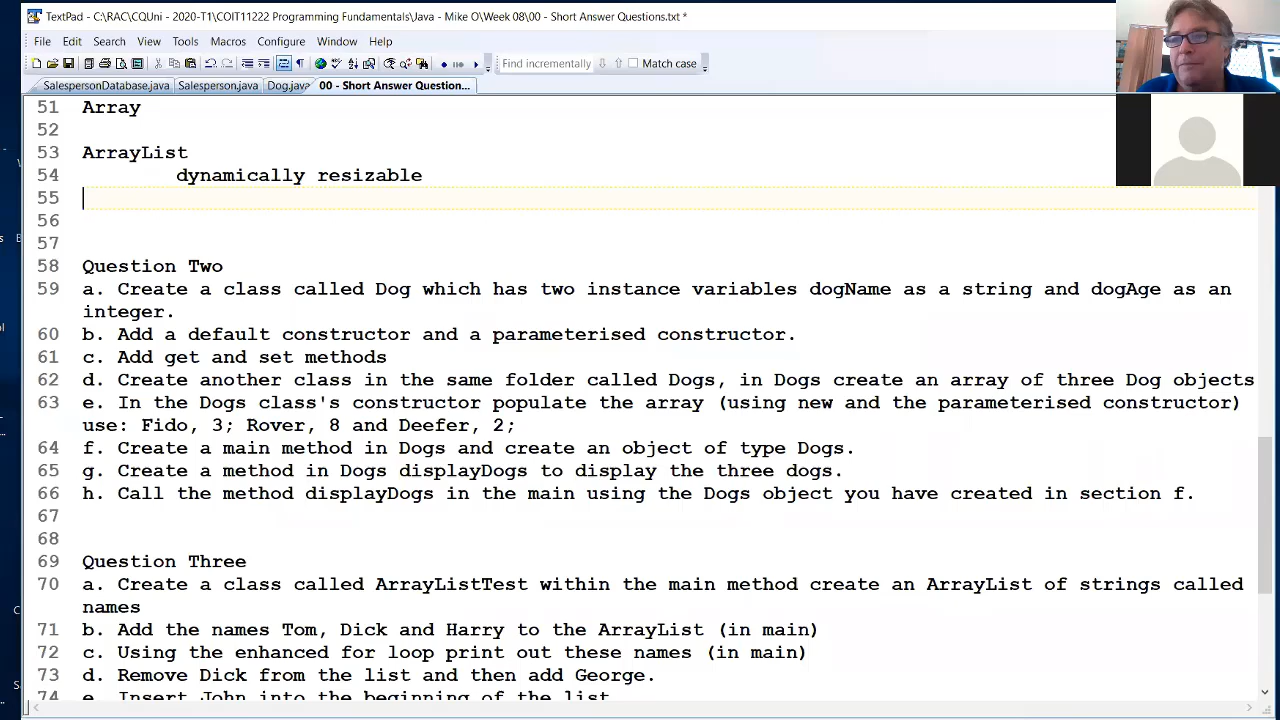 TextPad - C:\RAC\CQUni - 2020-T1\COIT11222 Programming Fundamentals\Java - Mike O\Week 08\00 - Short Answer Questions.txt *
File Edit Search View Tools Macros Configure Window Help
Find incrementally Match case
SalespersonDatabase.java Salesperson.java Dog.java 00 - Short Answer Question...
51 Array
52
53 ArrayList
54 dynamically resizable
55
56
57
58 Question Two
59 a. Create a class called Dog which has two instance variables dogName as a string and dogAge as an
integer.
60 b. Add a default constructor and a parameterised constructor.
61 c. Add get and set methods
62 d. Create another class in the same folder called Dogs, in Dogs create an array of three Dog objects
63 e. In the Dogs class's constructor populate the array (using new and the parameterised constructor)
use: Fido, 3; Rover, 8 and Deefer, 2;
64 f. Create a main method in Dogs and create an object of type Dogs.
65 g. Create a method in Dogs displayDogs to display the three dogs.
66 h. Call the method displayDogs in the main using the Dogs object you have created in section f.
67
68
69 Question Three
70 a. Create a class called ArrayListTest within the main method create an ArrayList of strings called
names
71 b. Add the names Tom, Dick and Harry to the ArrayList (in main)
72 c. Using the enhanced for loop print out these names (in main)
73 d. Remove Dick from the list and then add George.
74 e. Insert John into the beginning of the list